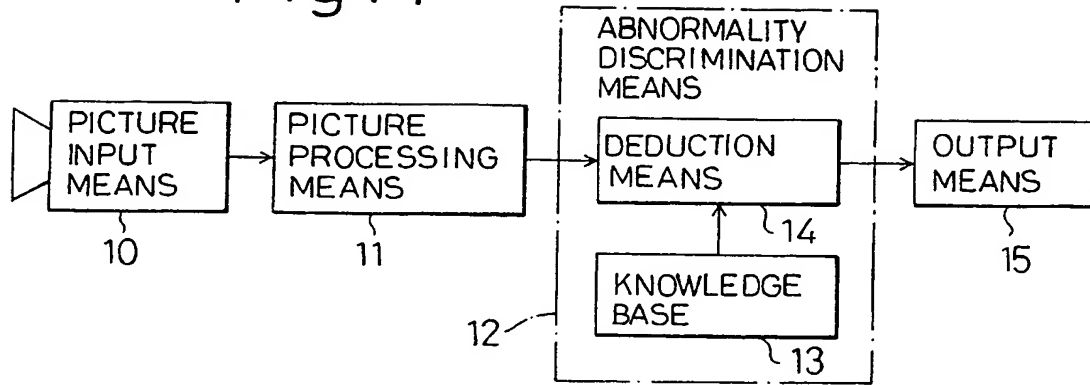 ABNORMALITY
DISCRIMINATION
MEANS
PICTURE
INPUT
MEANS
10
PICTURE
PROCESSING
MEANS
11
DEDUCTION
MEANS
14
OUTPUT
MEANS
15
KNOWLEDGE
BASE
13
12